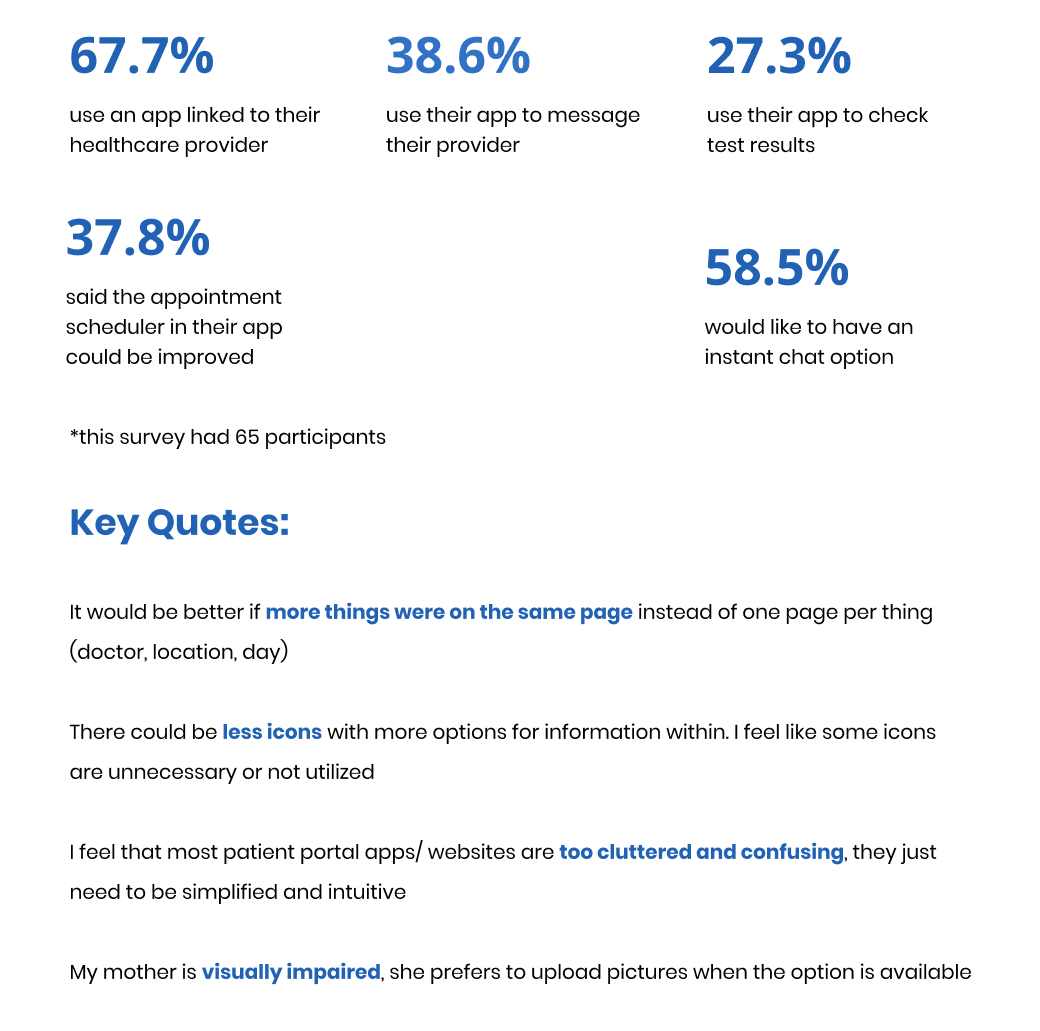 67.7%
use an app linked to their
healthcare provider
38.6%
use their app to message
their provider
27.3%
use their app to check
test results
37.8%
said the appointment
scheduler in their app
could be improved
58.5%
would like to have an
instant chat option
*this survey had 65 participants
Key Quotes:
It would be better if more things were on the same page instead of one page per thing
(doctor, location, day)
There could be less icons with more options for information within. I feel like some icons
are unnecessary or not utilized
I feel that most patient portal apps/ websites are too cluttered and confusing, they just
need to be simplified and intuitive
My mother is visually impaired, she prefers to upload pictures when the option is available